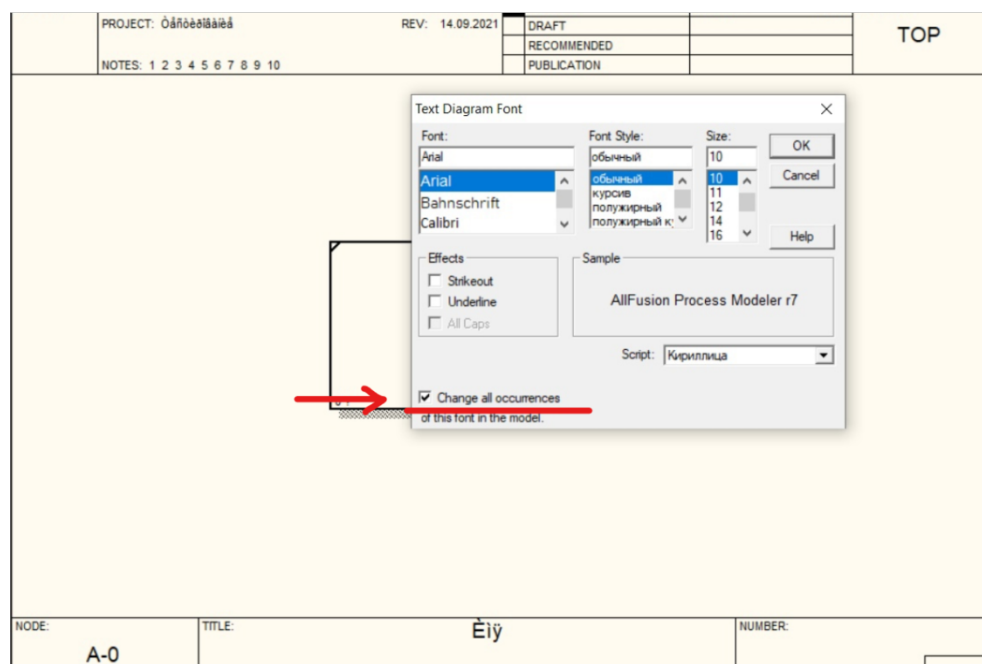 PROJECT: Òåñòèðîâàíèå REV: 14.09.2021 DRAFT TOP
RECOMMENDED
NOTES: 1 2 3 4 5 6 7 8 9 10 PUBLICATION
Text Diagram Font
Font: Font Style: Size:
Arial обычный 10 OK
Arial обычный 10 Cancel
Bahnschrift курсив 11
Calibri полужирный 12
полужирный 14
16 Help
Effects Sample
Strikeout
Underline AllFusion Process Modeler r7
All Caps
Script: Кириллица
Change all occurrences
of this font in the model.
NODE: TITLE: Èìÿ NUMBER:
A-0